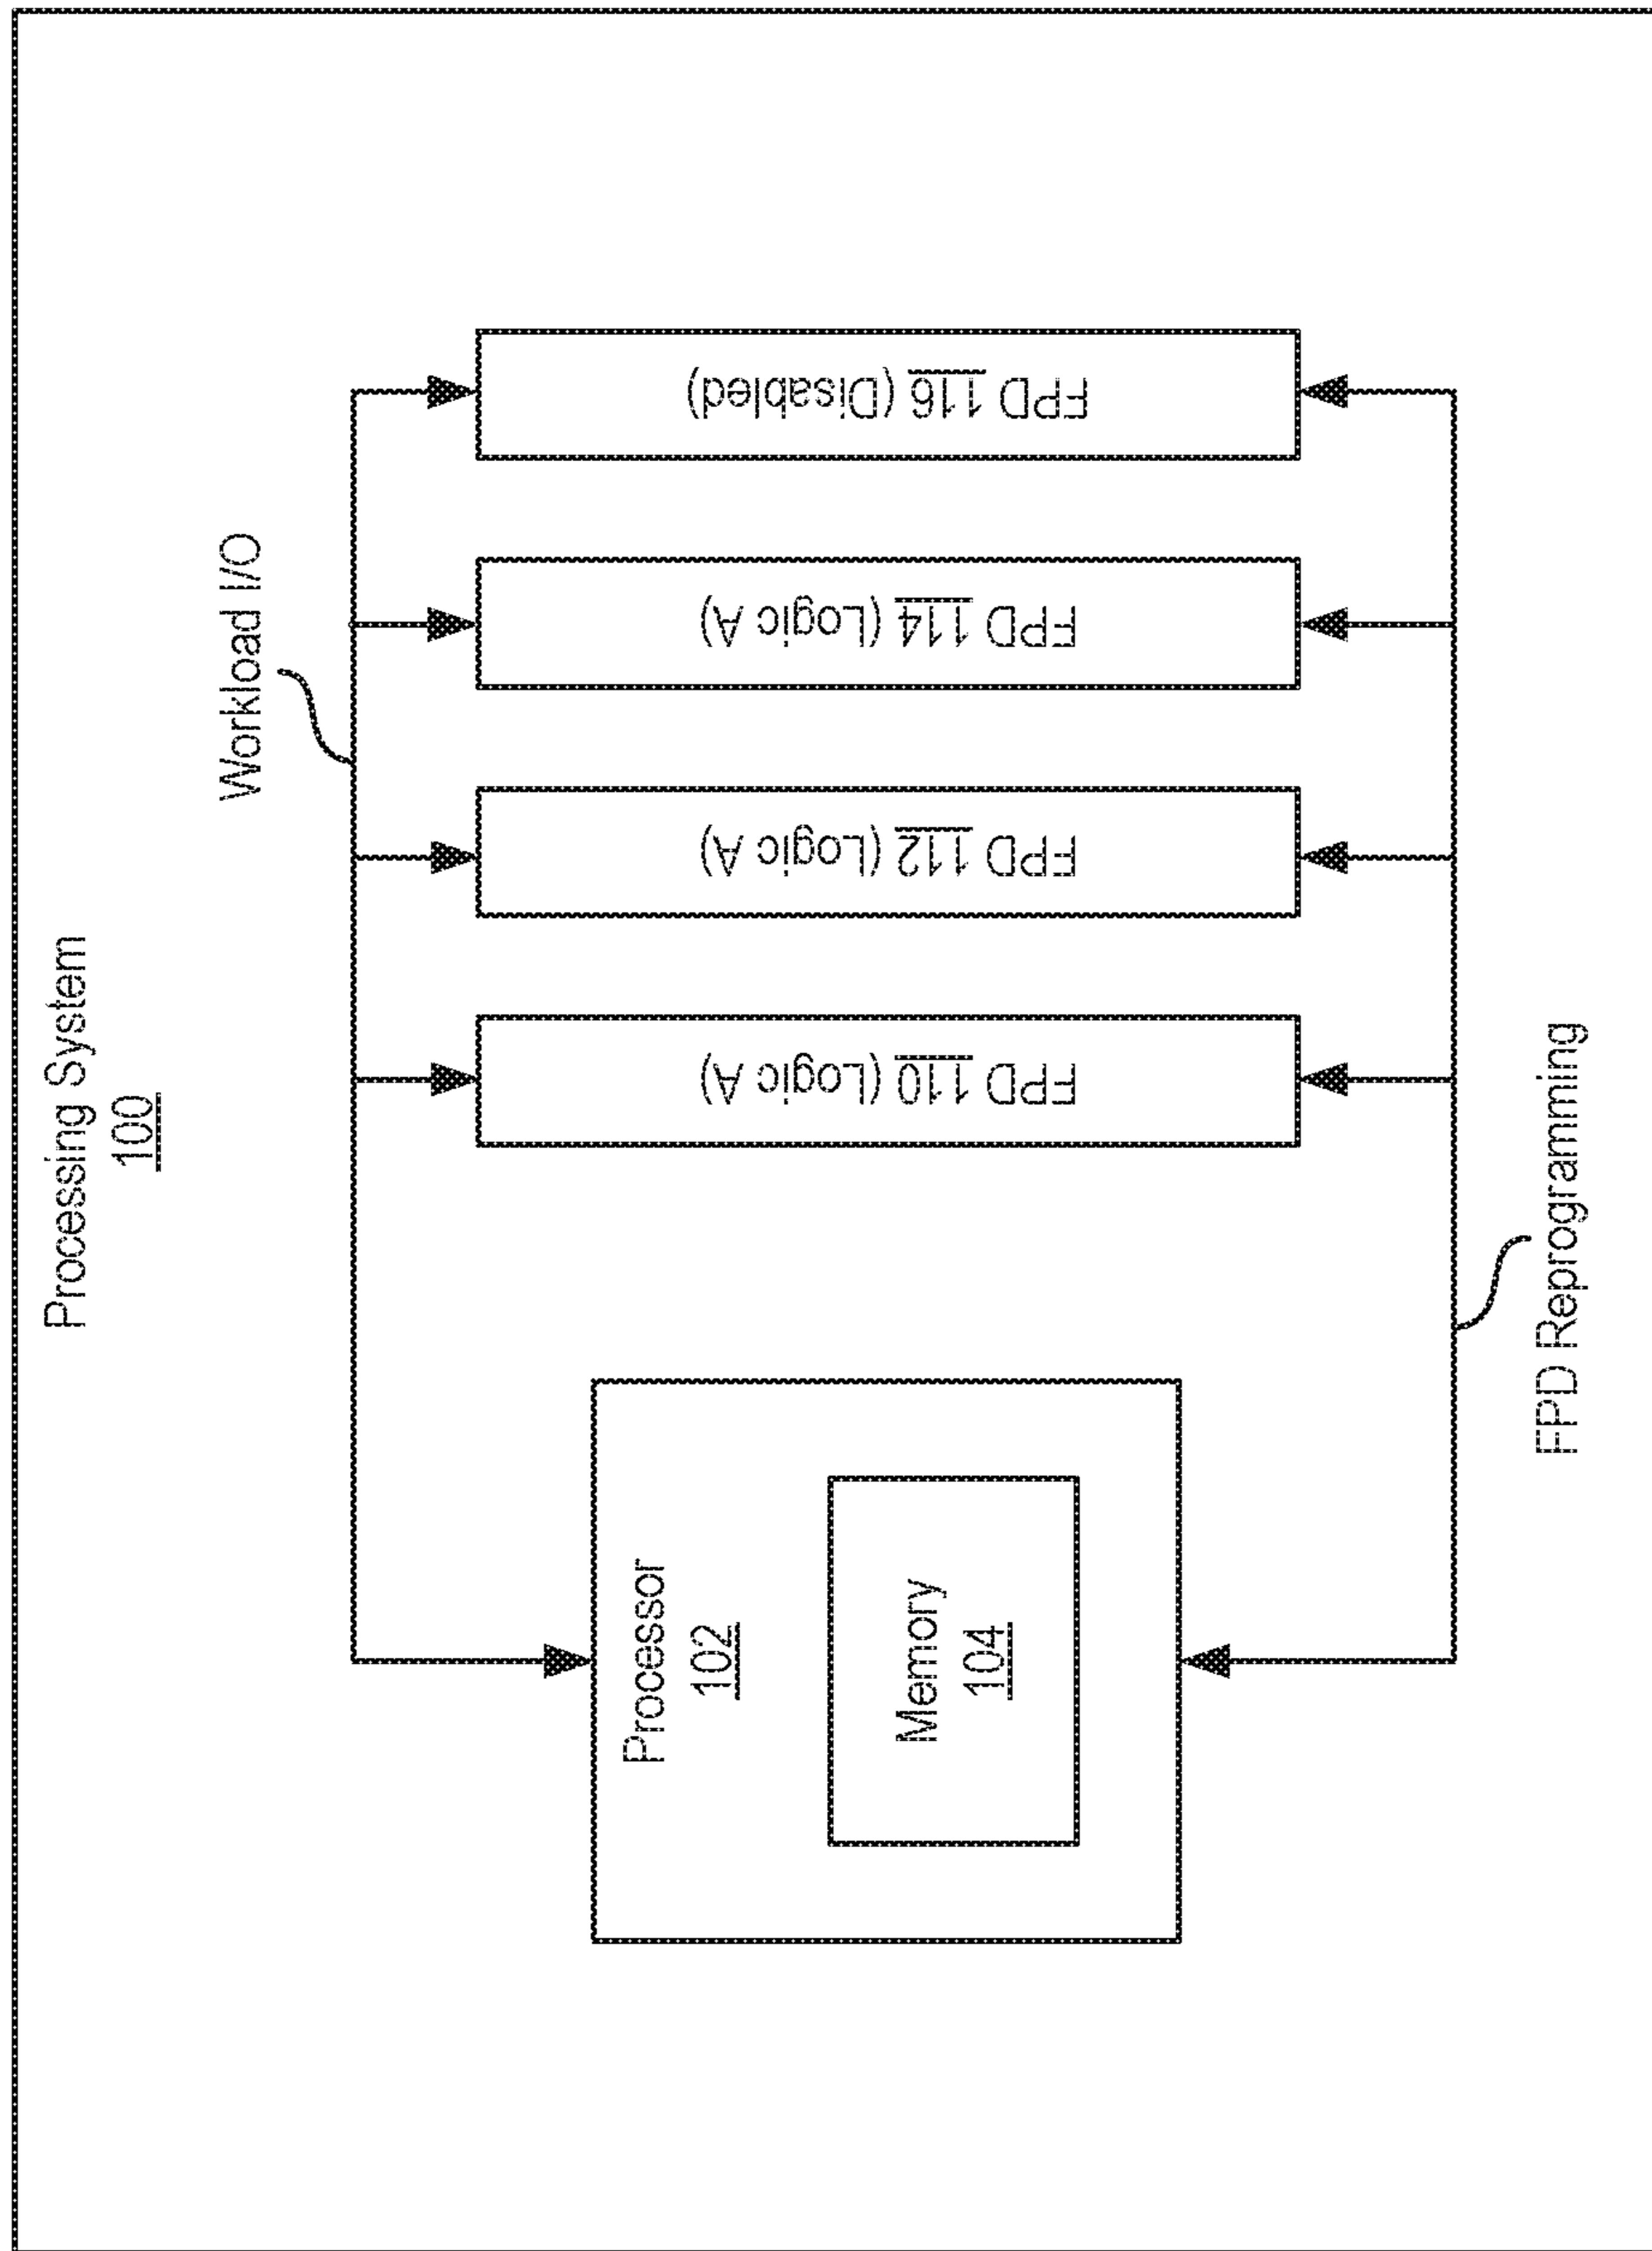 Processing System
100
Workload I/O
Processor
102
Memory
104
FPD 110 (Logic A)
FPD 112 (Logic A)
FPD 114 (Logic A)
FPD 116 (Disabled)
FPD Reprogramming